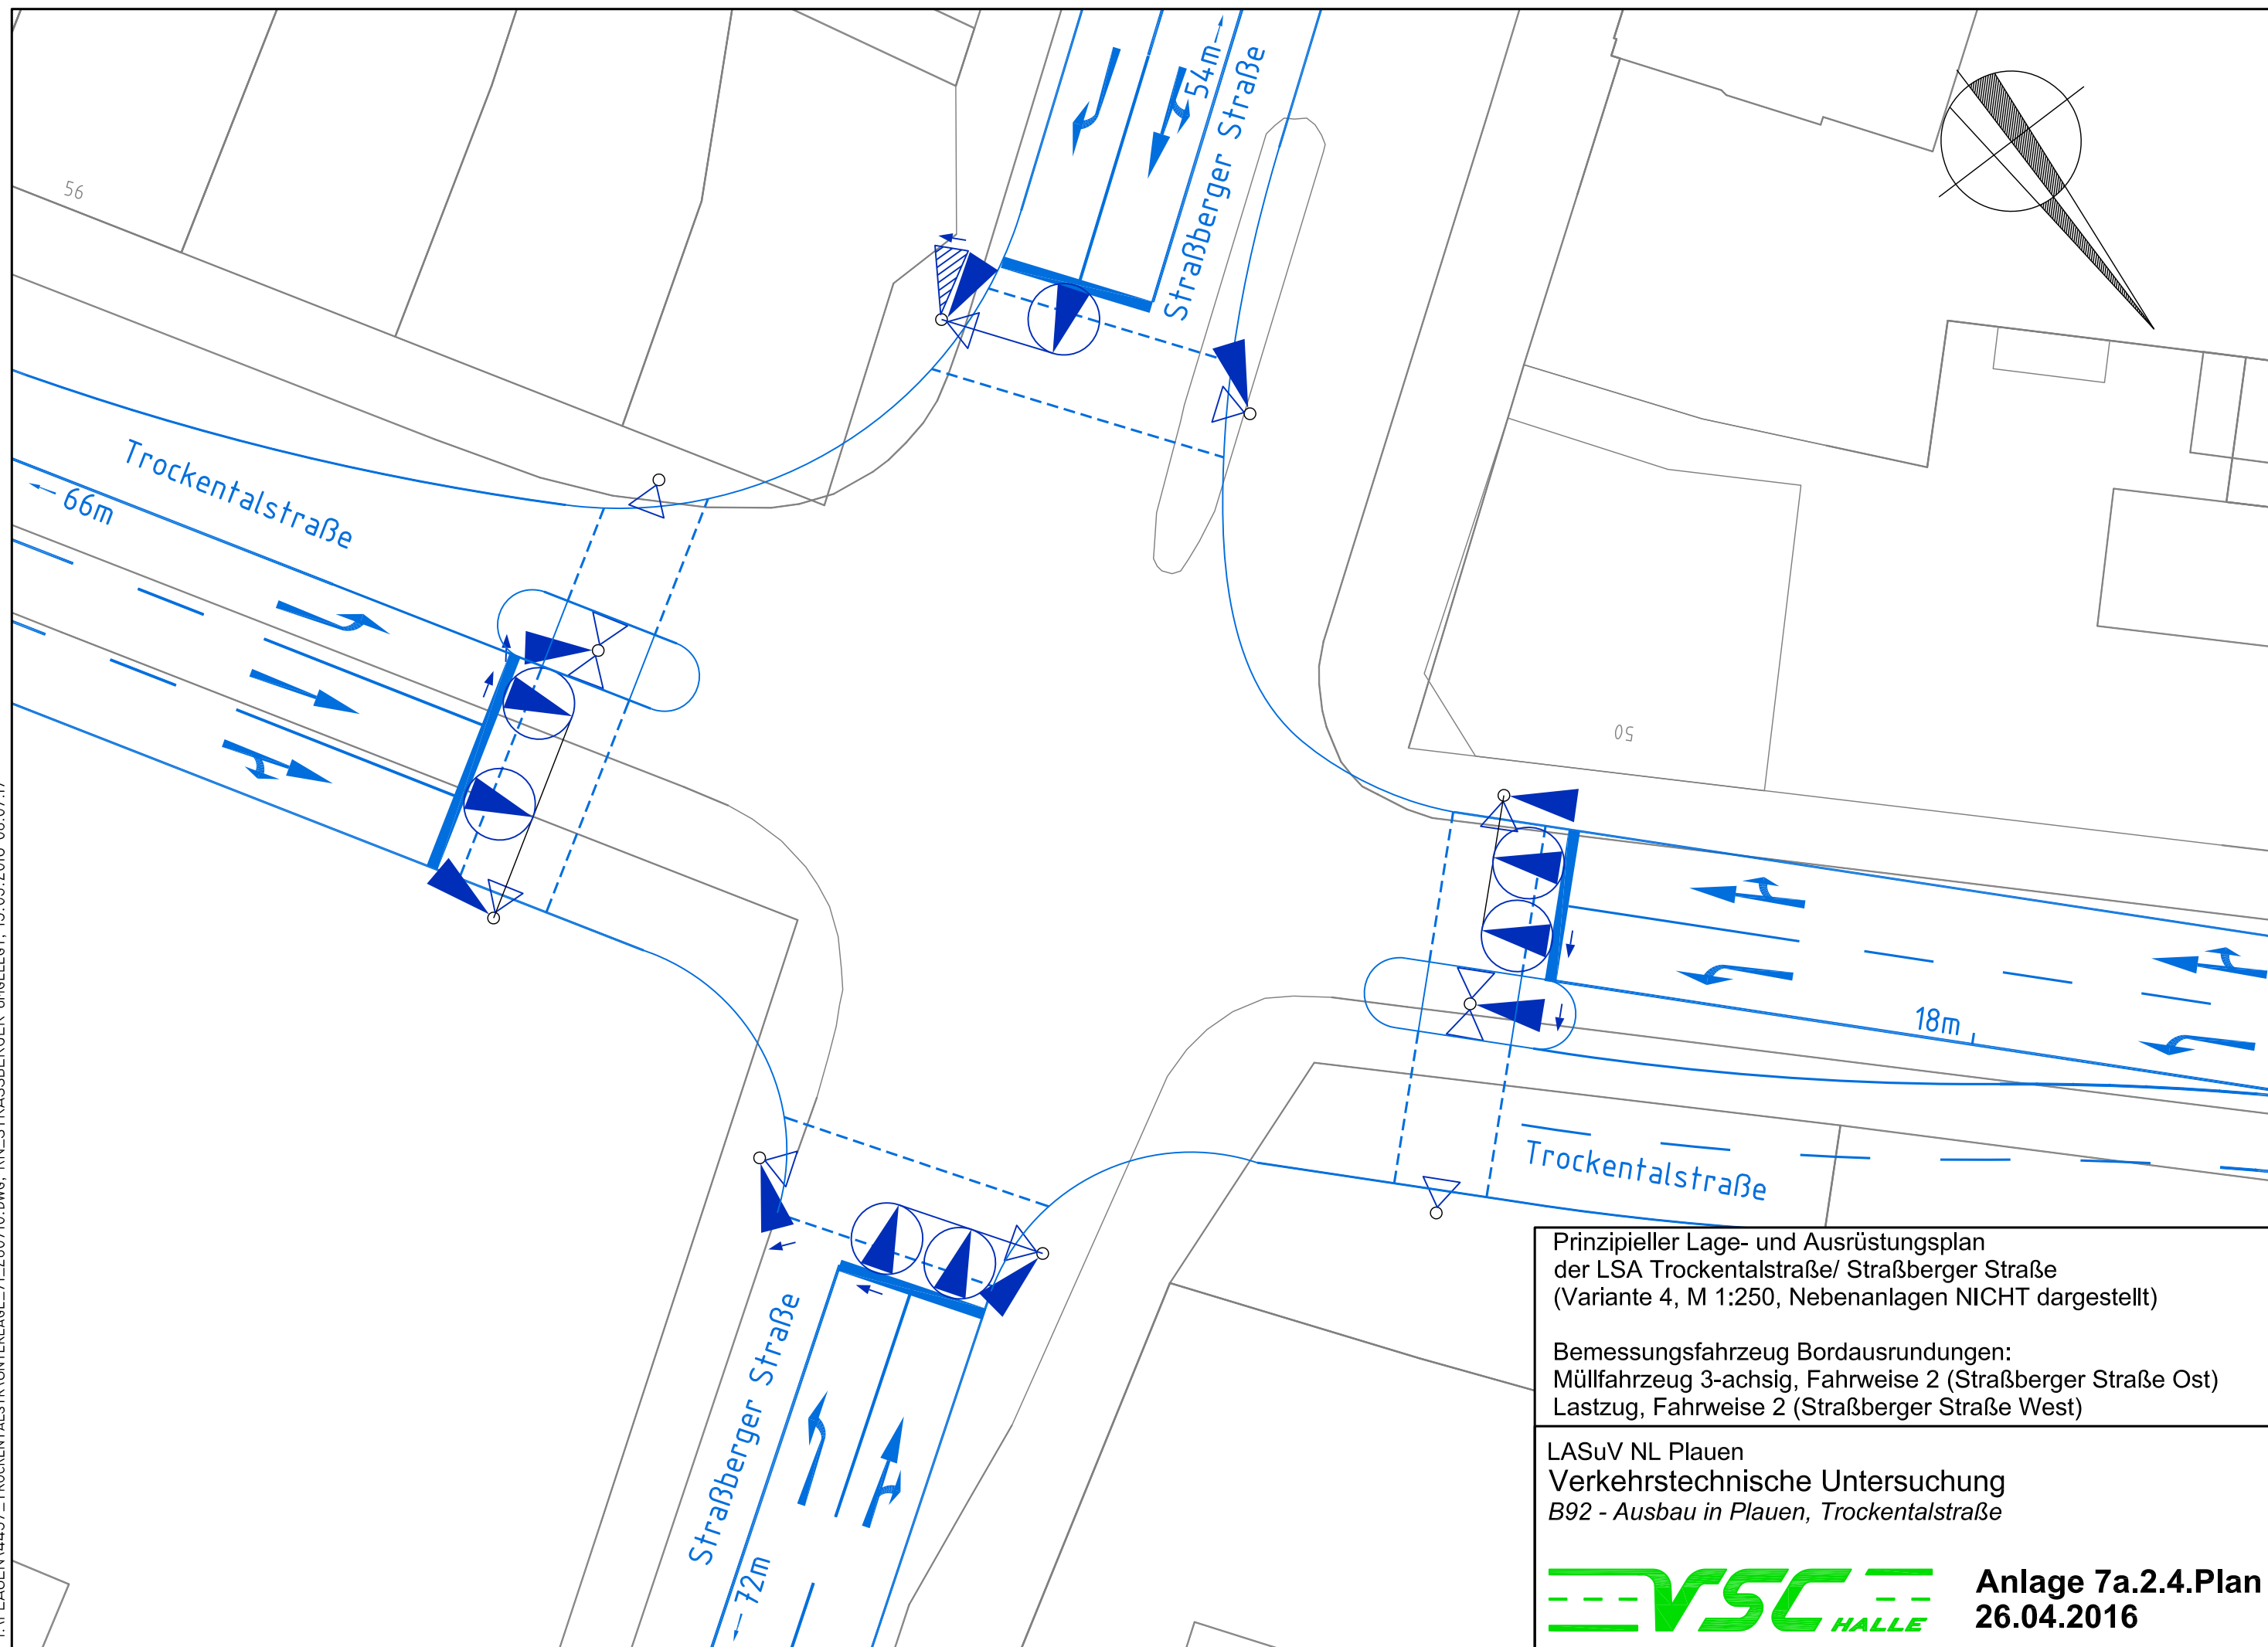 54m
Straßberger Straße
56
Trockentalstraße
66m
50
18m
Trockentalstraße
Straßberger Straße
72m
Prinzipieller Lage- und Ausrüstungsplan
der LSA Trockentalstraße/ Straßberger Straße
(Variante 4, M 1:250, Nebenanlagen NICHT dargestellt)
Bemessungsfahrzeug Bordausrundungen:
Müllfahrzeug 3-achsig, Fahrweise 2 (Straßberger Straße Ost)
Lastzug, Fahrweise 2 (Straßberger Straße West)
LASuV NL Plauen
Verkehrstechnische Untersuchung
B92 - Ausbau in Plauen, Trockentalstraße
VSC HALLE
Anlage 7a.2.4.Plan
26.04.2016